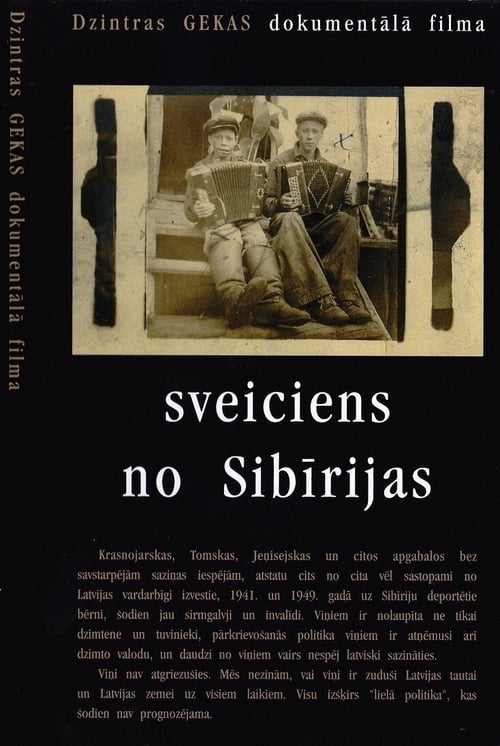 Dzintras GEKAS dokumentālā filma
Dzintras GEKAS dokumentālā filma
sveiciens
no Sibīrijas
Krasnojarskas, Tomskas, Jeņisejskas un citos apgabalos bez
savstarpējām saziņas iespējām, atstatu cits no cita vēl sastopami no
Latvijas vardarbīgi izvestie, 1941. un 1949. gadā uz Sibīriju deportētie
bērni, šodien jau sirmgalvji un invalīdi. Viņiem ir nolaupīta ne tikai
dzimtene un tuvinieki, pārkrievošanās politika viņiem ir atņēmusi arī
dzimto valodu, un daudzi no viņiem vairs nespēj latviski sazināties.
Viņi nav atgriezušies. Mēs nezinām, vai viņi ir zuduši Latvijas tautai
un Latvijas zemei uz visiem laikiem. Visu izšķirs "lielā politika", kas
šodien nav prognozējama.